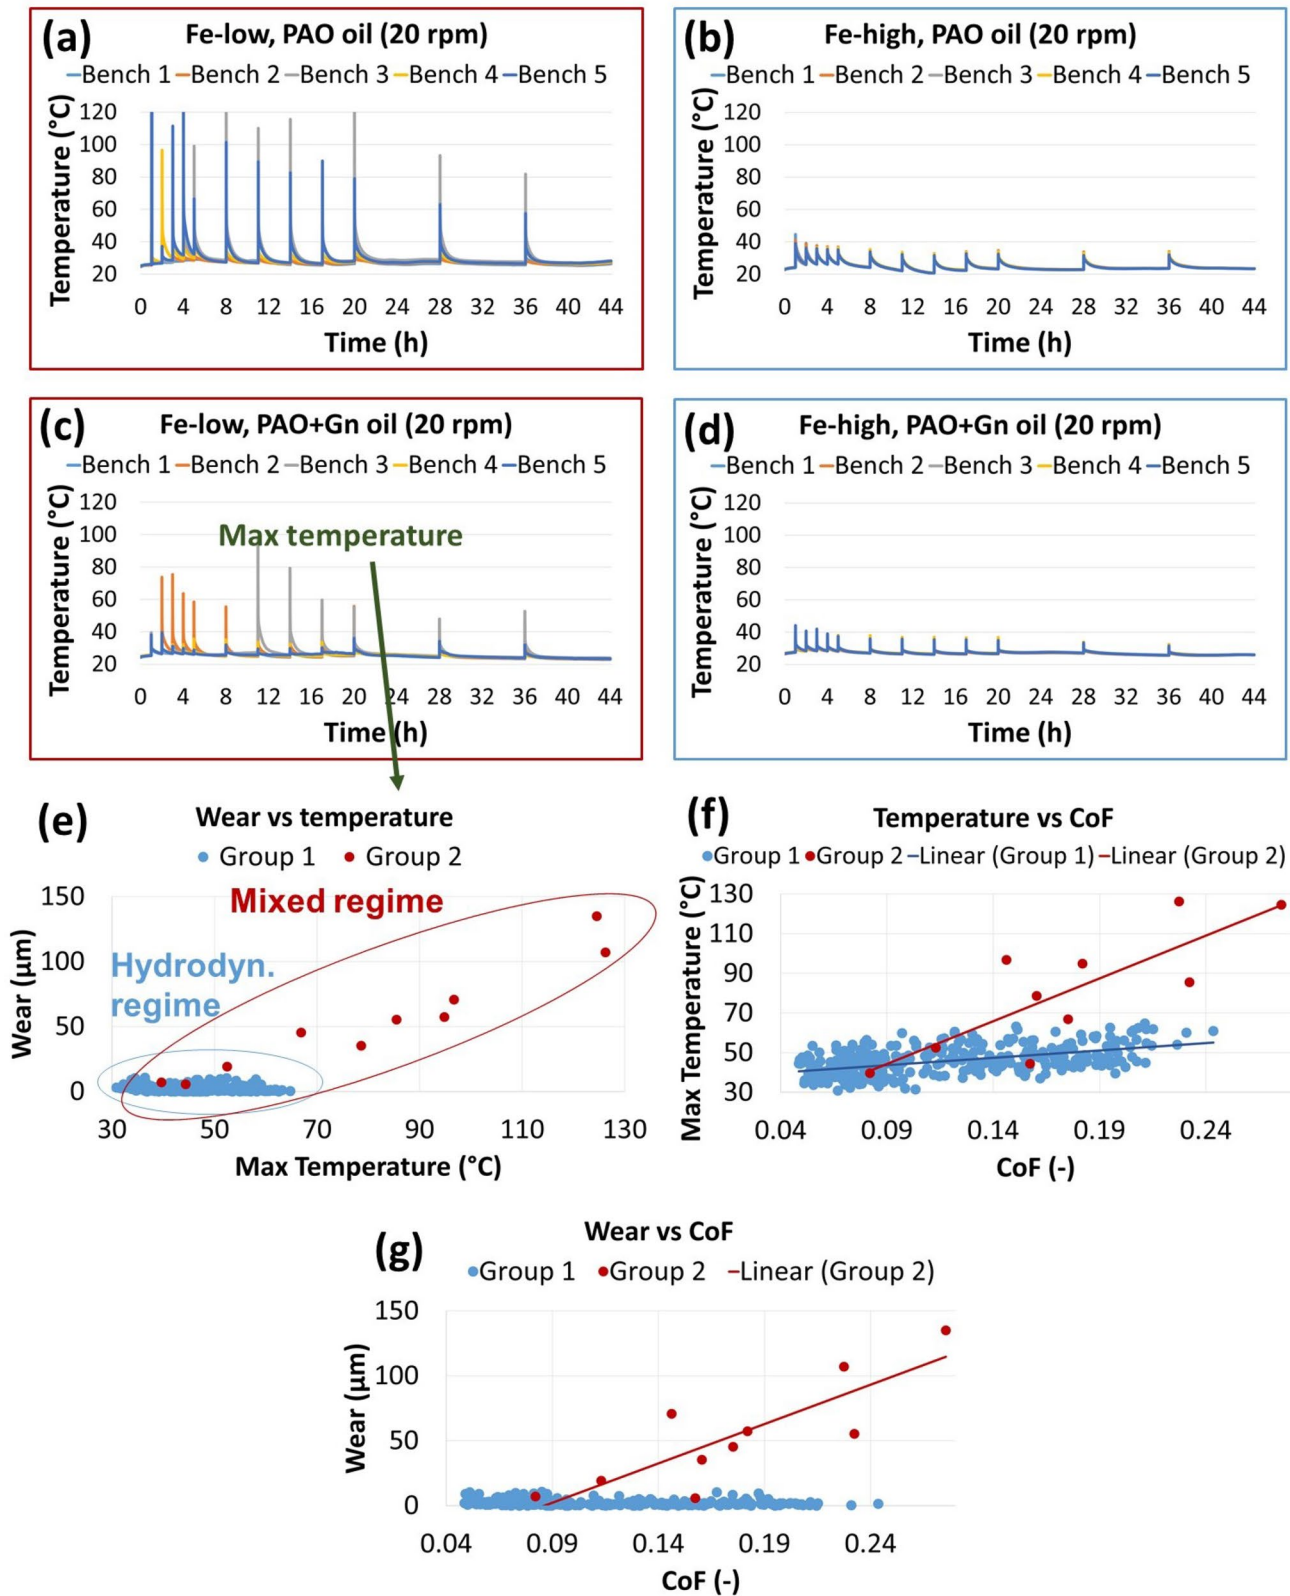 (a)
Fe-low, PAO oil (20 rpm)
Bench 1 Bench 2 Bench 3 Bench 4 Bench 5
Temperature (°C)
120
100
80
60
40
20
0 4 8 12 16 20 24 28 32 36 40 44
Time (h)
(b)
Fe-high, PAO oil (20 rpm)
Bench 1 Bench 2 Bench 3 Bench 4 Bench 5
Temperature (°C)
120
100
80
60
40
20
0 4 8 12 16 20 24 28 32 36 40 44
Time (h)
(c)
Fe-low, PAO+Gn oil (20 rpm)
Bench 1 Bench 2 Bench 3 Bench 4 Bench 5
Max temperature
Temperature (°C)
120
100
80
60
40
20
0 4 8 12 16 20 24 28 32 36 40 44
Time (h)
(d)
Fe-high, PAO+Gn oil (20 rpm)
Bench 1 Bench 2 Bench 3 Bench 4 Bench 5
Temperature (°C)
120
100
80
60
40
20
0 4 8 12 16 20 24 28 32 36 40 44
Time (h)
(e)
Wear vs temperature
Group 1 Group 2
Mixed regime
Hydrodyn.
regime
Wear (µm)
150
100
50
0
30 50 70 90 110 130
Max Temperature (°C)
(f)
Temperature vs CoF
Group 1 Group 2 Linear (Group 1) Linear (Group 2)
Max Temperature (°C)
130
110
90
70
50
30
0.04 0.09 0.14 0.19 0.24
CoF (-)
(g)
Wear vs CoF
Group 1 Group 2 Linear (Group 2)
Wear (µm)
150
100
50
0
0.04 0.09 0.14 0.19 0.24
CoF (-)